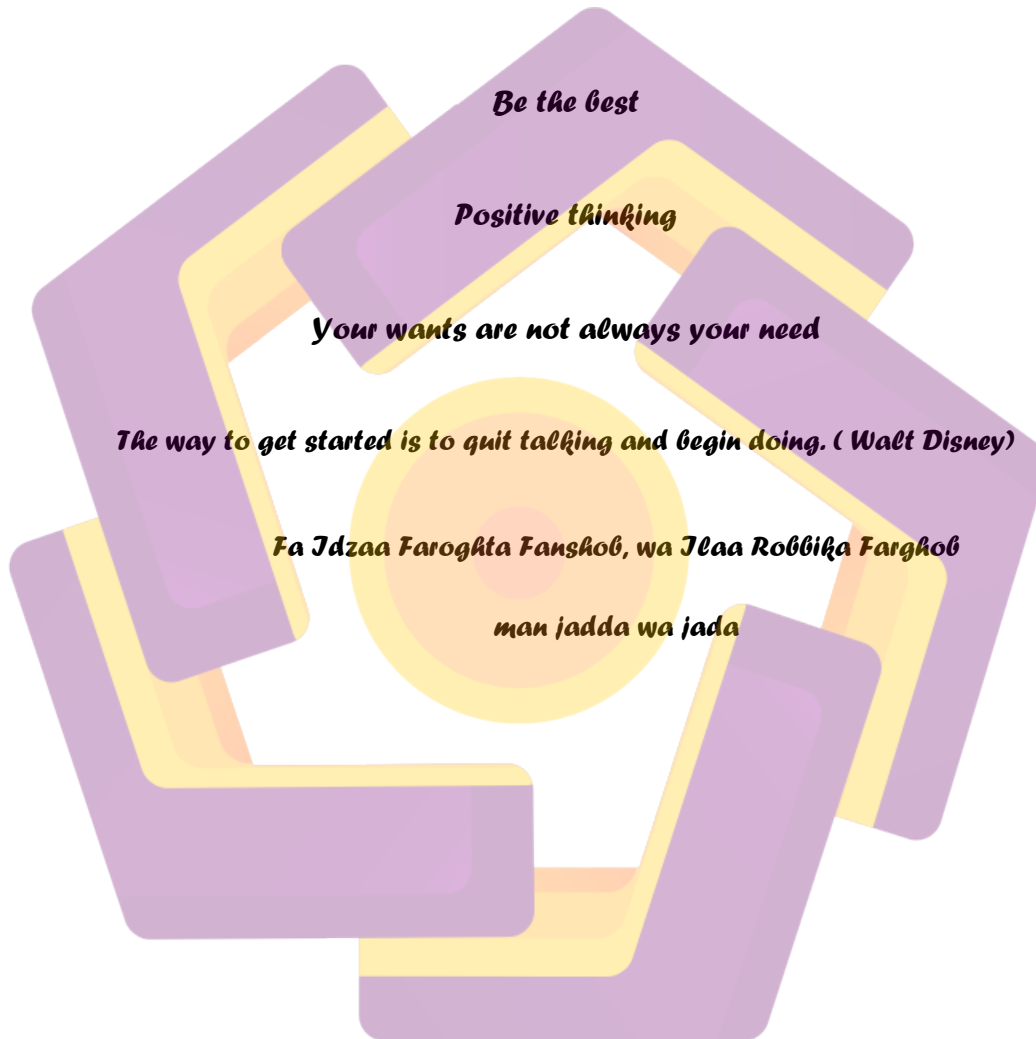 Be the best
Positive thinking
Your wants are not always your need
The way to get started is to quit talking and begin doing. ( Walt Disney)
Fa Idzaa Faroghta Fanshob, wa Ilaa Robbika Farghob
man jadda wa jada